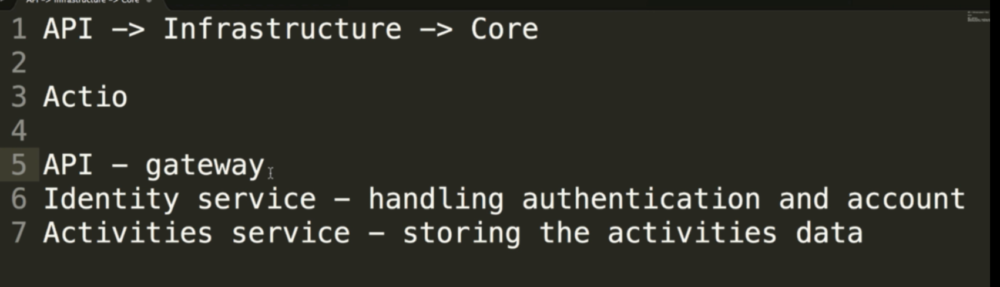 API -> Infrastructure -> Core
1 API -> Infrastructure -> Core
2
3 Actio
4
5 API - gateway
6 Identity service - handling authentication and account
7 Activities service - storing the activities data